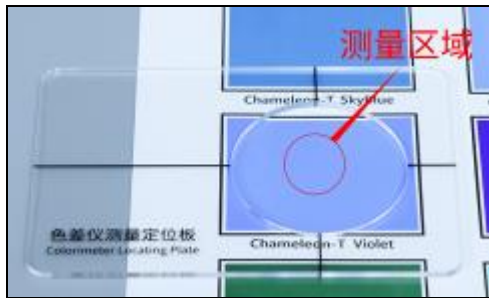 测量区域
Chameleon-T SkyBlue
色差仪测量定位板
Colorimeter Locating Plate
Chameleon-T Violet